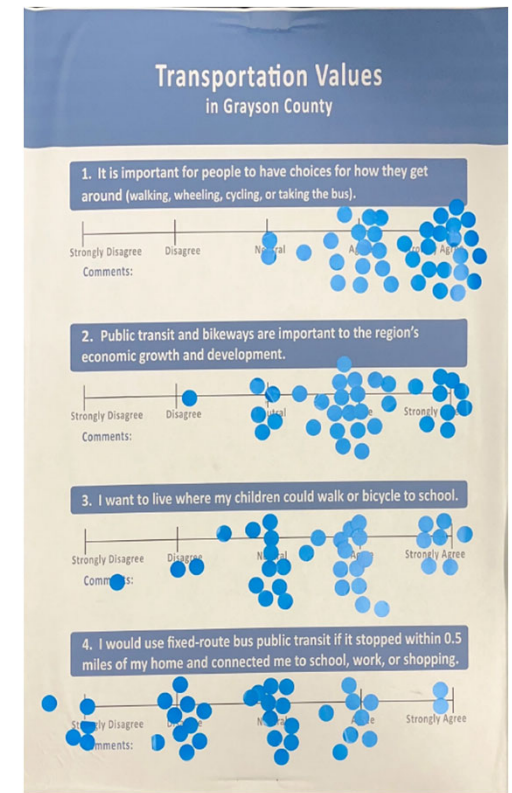 Transportation Values
in Grayson County
1. It is important for people to have choices for how they get
around (walking, wheeling, cycling, or taking the bus).
Strongly Disagree Disagree
Comments:
2. Public transit and bikeways are important to the region's
economic growth and development.
Strongly Disagree Disagree Strongly
Comments:
3. I want to live where my children could walk or bicycle to school.
Strongly Disagree Disagree Strongly Agree
4. I would use fixed-route bus public transit if it stopped within 0.5
miles of my home and connected me to school, work, or shopping.
Disagree Strongly Agree